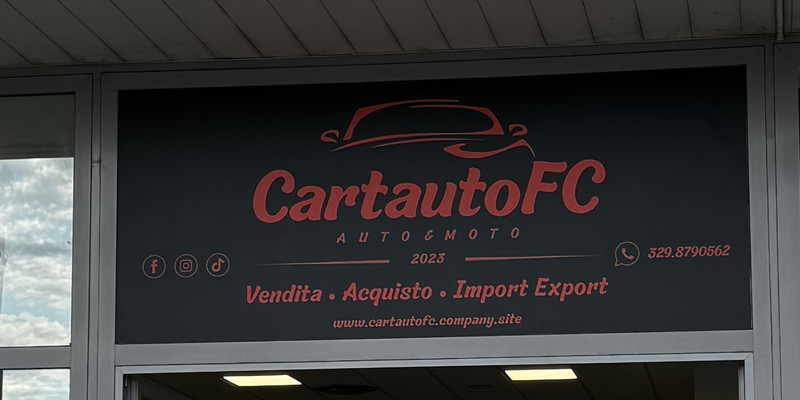 CartautoFC
AUTO & MOTO
2023
329.8790562
Vendita • Acquisto • Import Export
www.cartautofc.company.site